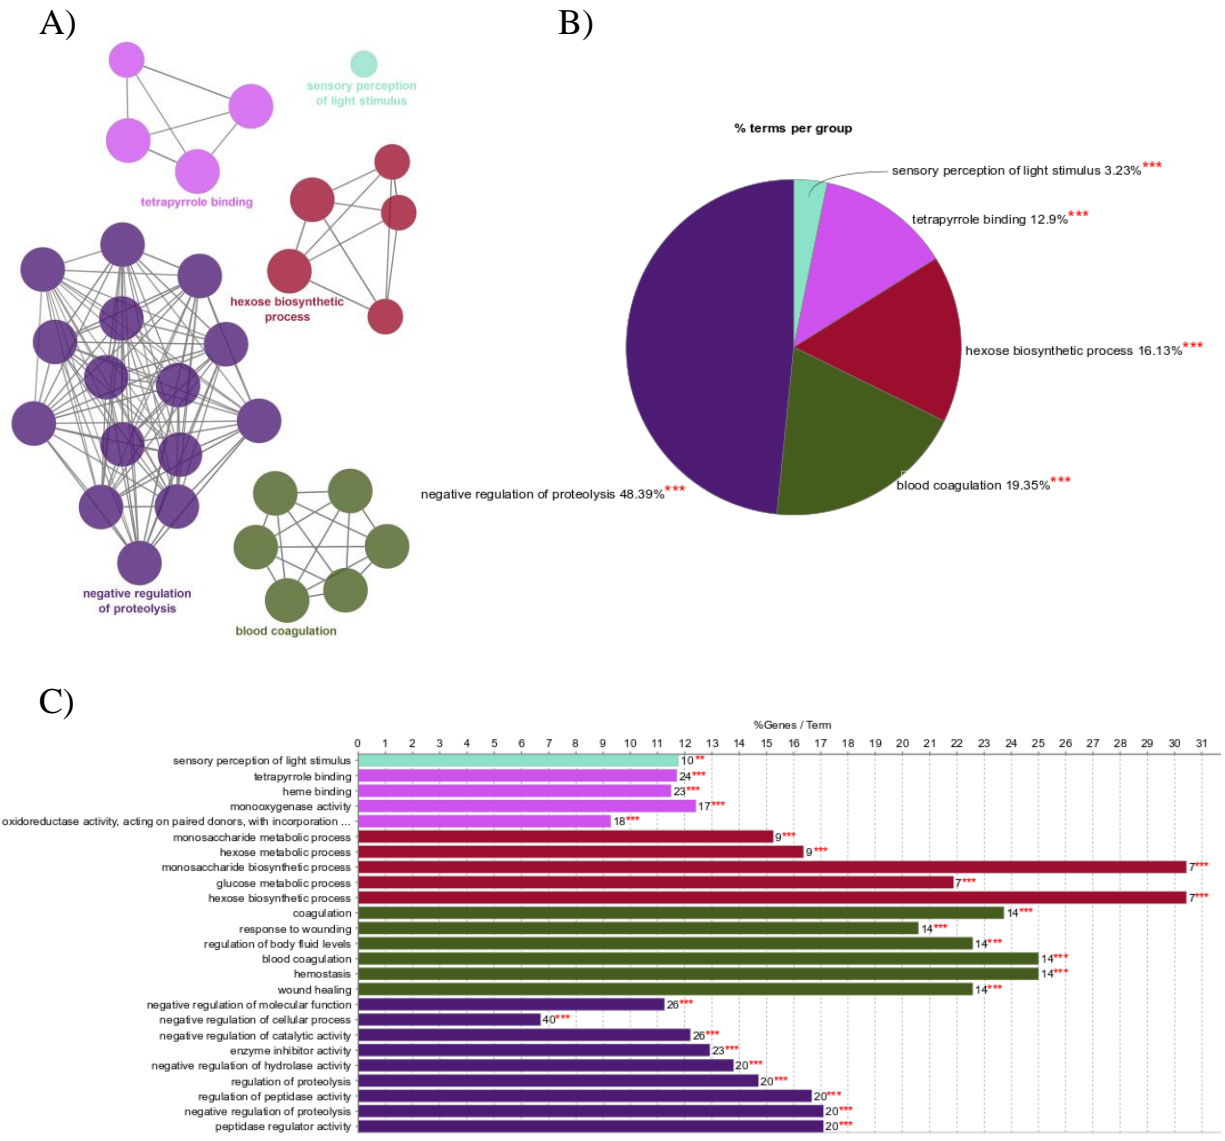 A)
B)
sensory perception
of light stimulus
tetrapyrrole binding
hexose biosynthetic
process
negative regulation
of proteolysis
blood coagulation
% terms per group
sensory perception of light stimulus 3.23%***
tetrapyrrole binding 12.9%***
hexose biosynthetic process 16.13%***
blood coagulation 19.35%***
negative regulation of proteolysis 48.39%***
C)
%Genes / Term
0 1 2 3 4 5 6 7 8 9 10 11 12 13 14 15 16 17 18 19 20 21 22 23 24 25 26 27 28 29 30 31
sensory perception of light stimulus 10**
tetrapyrrole binding 24***
heme binding 23***
monooxygenase activity 17***
oxidoreductase activity, acting on paired donors, with incorporation ... 18***
monosaccharide metabolic process 9***
hexose metabolic process 9***
monosaccharide biosynthetic process 7***
glucose metabolic process 7***
hexose biosynthetic process 7***
coagulation 14***
response to wounding 14***
regulation of body fluid levels 14***
blood coagulation 14***
hemostasis 14***
wound healing 14***
negative regulation of molecular function 26***
negative regulation of cellular process 40***
negative regulation of catalytic activity 26***
enzyme inhibitor activity 23***
negative regulation of hydrolase activity 20***
regulation of proteolysis 20***
regulation of peptidase activity 20***
negative regulation of proteolysis 20***
peptidase regulator activity 20***